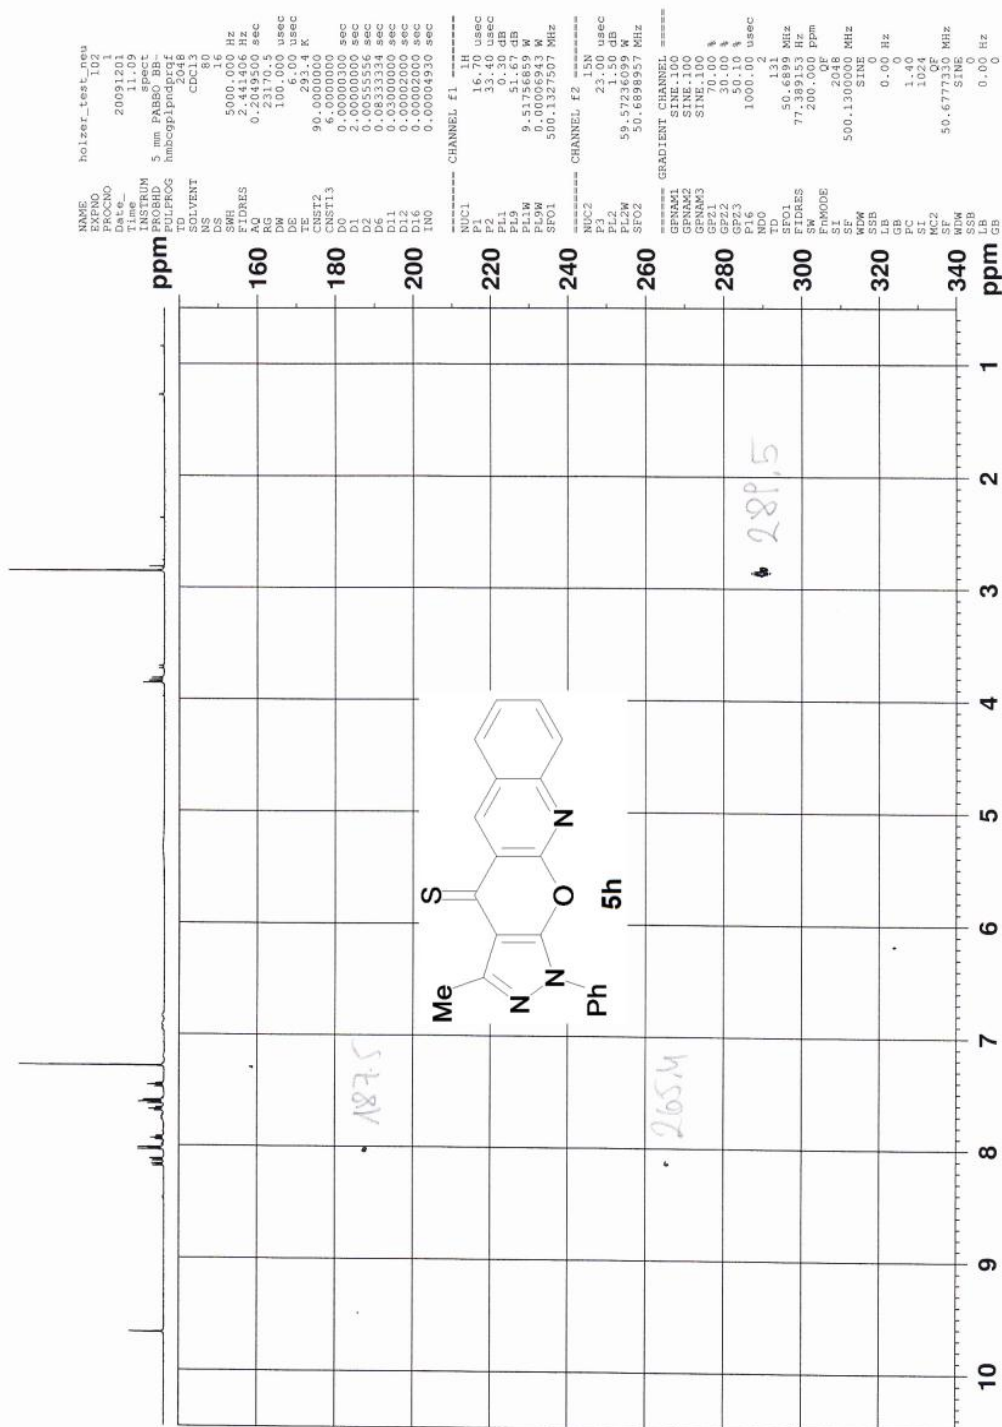 NAME holzer_test_neu
EXPNO 102
PROCNO 1
Date_ 20091201
Time 11.09
INSTRUM spect
PROBHD 5 mm PABBO BB-
PULPROG hmbcgplpndprqf
TD 2048
SOLVENT CDCl3
NS 80
DS 16
SWH 5000.000 Hz
FIDRES 2.441406 Hz
AQ 0.2049500 sec
RG 23170.5
DW 100.000 usec
DE 6.00 usec
TE 293.4 K
CNST2 90.0000000
CNST13 6.0000000
D0 0.00000300 sec
D1 2.00000000 sec
D2 0.00555556 sec
D6 0.08333334 sec
D11 0.03000000 sec
D12 0.00002000 sec
D16 0.00002000 sec
IN0 0.00004930 sec
======== CHANNEL f1 ========
NUC1 1H
P1 16.70 usec
P2 33.40 usec
PL1 0.30 dB
PL9 51.67 dB
PL1W 9.51756859 W
PL9W 0.00006943 W
SFO1 500.1327507 MHz
======== CHANNEL f2 ========
NUC2 15N
P3 23.00 usec
PL2 1.50 dB
PL2W 59.57236099 W
SFO2 50.6898957 MHz
====== GRADIENT CHANNEL =====
GPNAM1 SINE.100
GPNAM2 SINE.100
GPNAM3 SINE.100
GPZ1 70.00 %
GPZ2 30.00 %
GPZ3 50.10 %
P16 1000.00 usec
ND0 2
TD 131
SFO1 50.6899 MHz
FIDRES 77.389153 Hz
SW 200.000 ppm
FnMODE QF
SI 2048
SF 500.1300000 MHz
WDW SINE
SSB 0
LB 0.00 Hz
GB 0
PC 1.40
SI 1024
MC2 QF
SF 50.6777330 MHz
WDW SINE
SSB 0
LB 0.00 Hz
GB 0
ppm
160
180
200
220
240
260
280
300
320
340
ppm
1
2
3
4
5
6
7
8
9
10
289.5
187.5
265.1
Me
S
N
N
O
N
Ph
5h